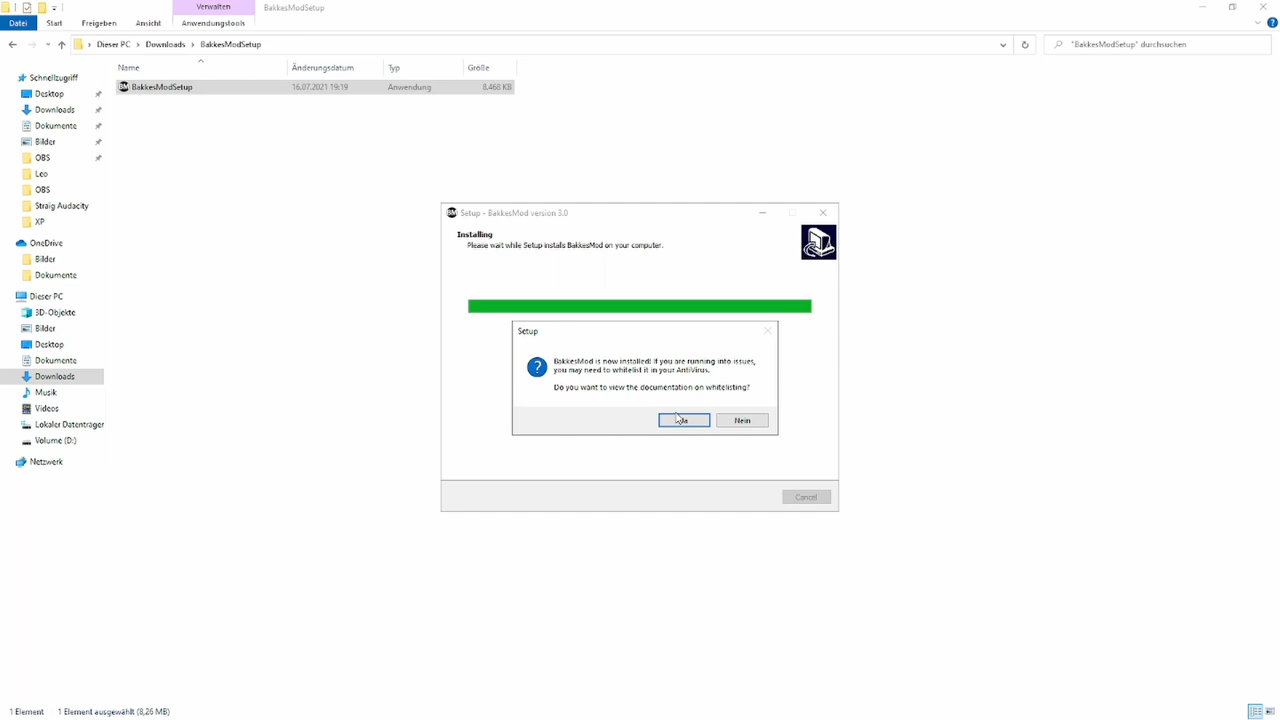 Verwalten
BakkesModSetup
Datei
Start
Freigeben
Ansicht
Anwendungstools
Dieser PC
Downloads
BakkesModSetup
"BakkesModSetup" durchsuchen
Name
Änderungsdatum
Typ
Größe
BM BakkesModSetup
16.07.2021 19:19
Anwendung
8.468 KB
Schnellzugriff
Desktop
Downloads
Dokumente
Bilder
OBS
Leo
OBS
Straig Audacity
XP
OneDrive
Bilder
Dokumente
Dieser PC
3D-Objekte
Bilder
Desktop
Dokumente
Downloads
Musik
Videos
Lokaler Datenträger
Volume (D:)
Netzwerk
BM Setup - BakkesMod version 3.0
Installing
Please wait while Setup installs BakkesMod on your computer.
Setup
BakkesMod is now installed! If you are running into issues,
you may need to whitelist it in your AntiVirus.
Do you want to view the documentation on whitelisting?
Ja
Nein
Cancel
1 Element
1 Element ausgewählt (8,26 MB)